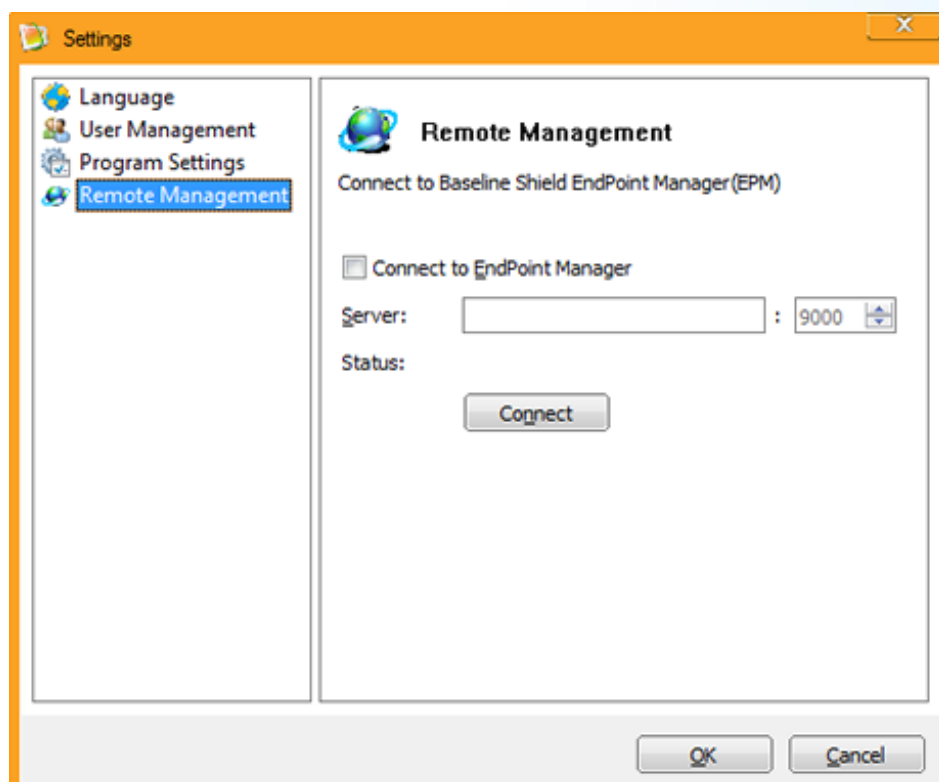 Settings
Language
User Management
Program Settings
Remote Management
Remote Management
Connect to Baseline Shield EndPoint Manager(EPM)
Connect to EndPoint Manager
Server: : 9000
Status:
Connect
OK Cancel